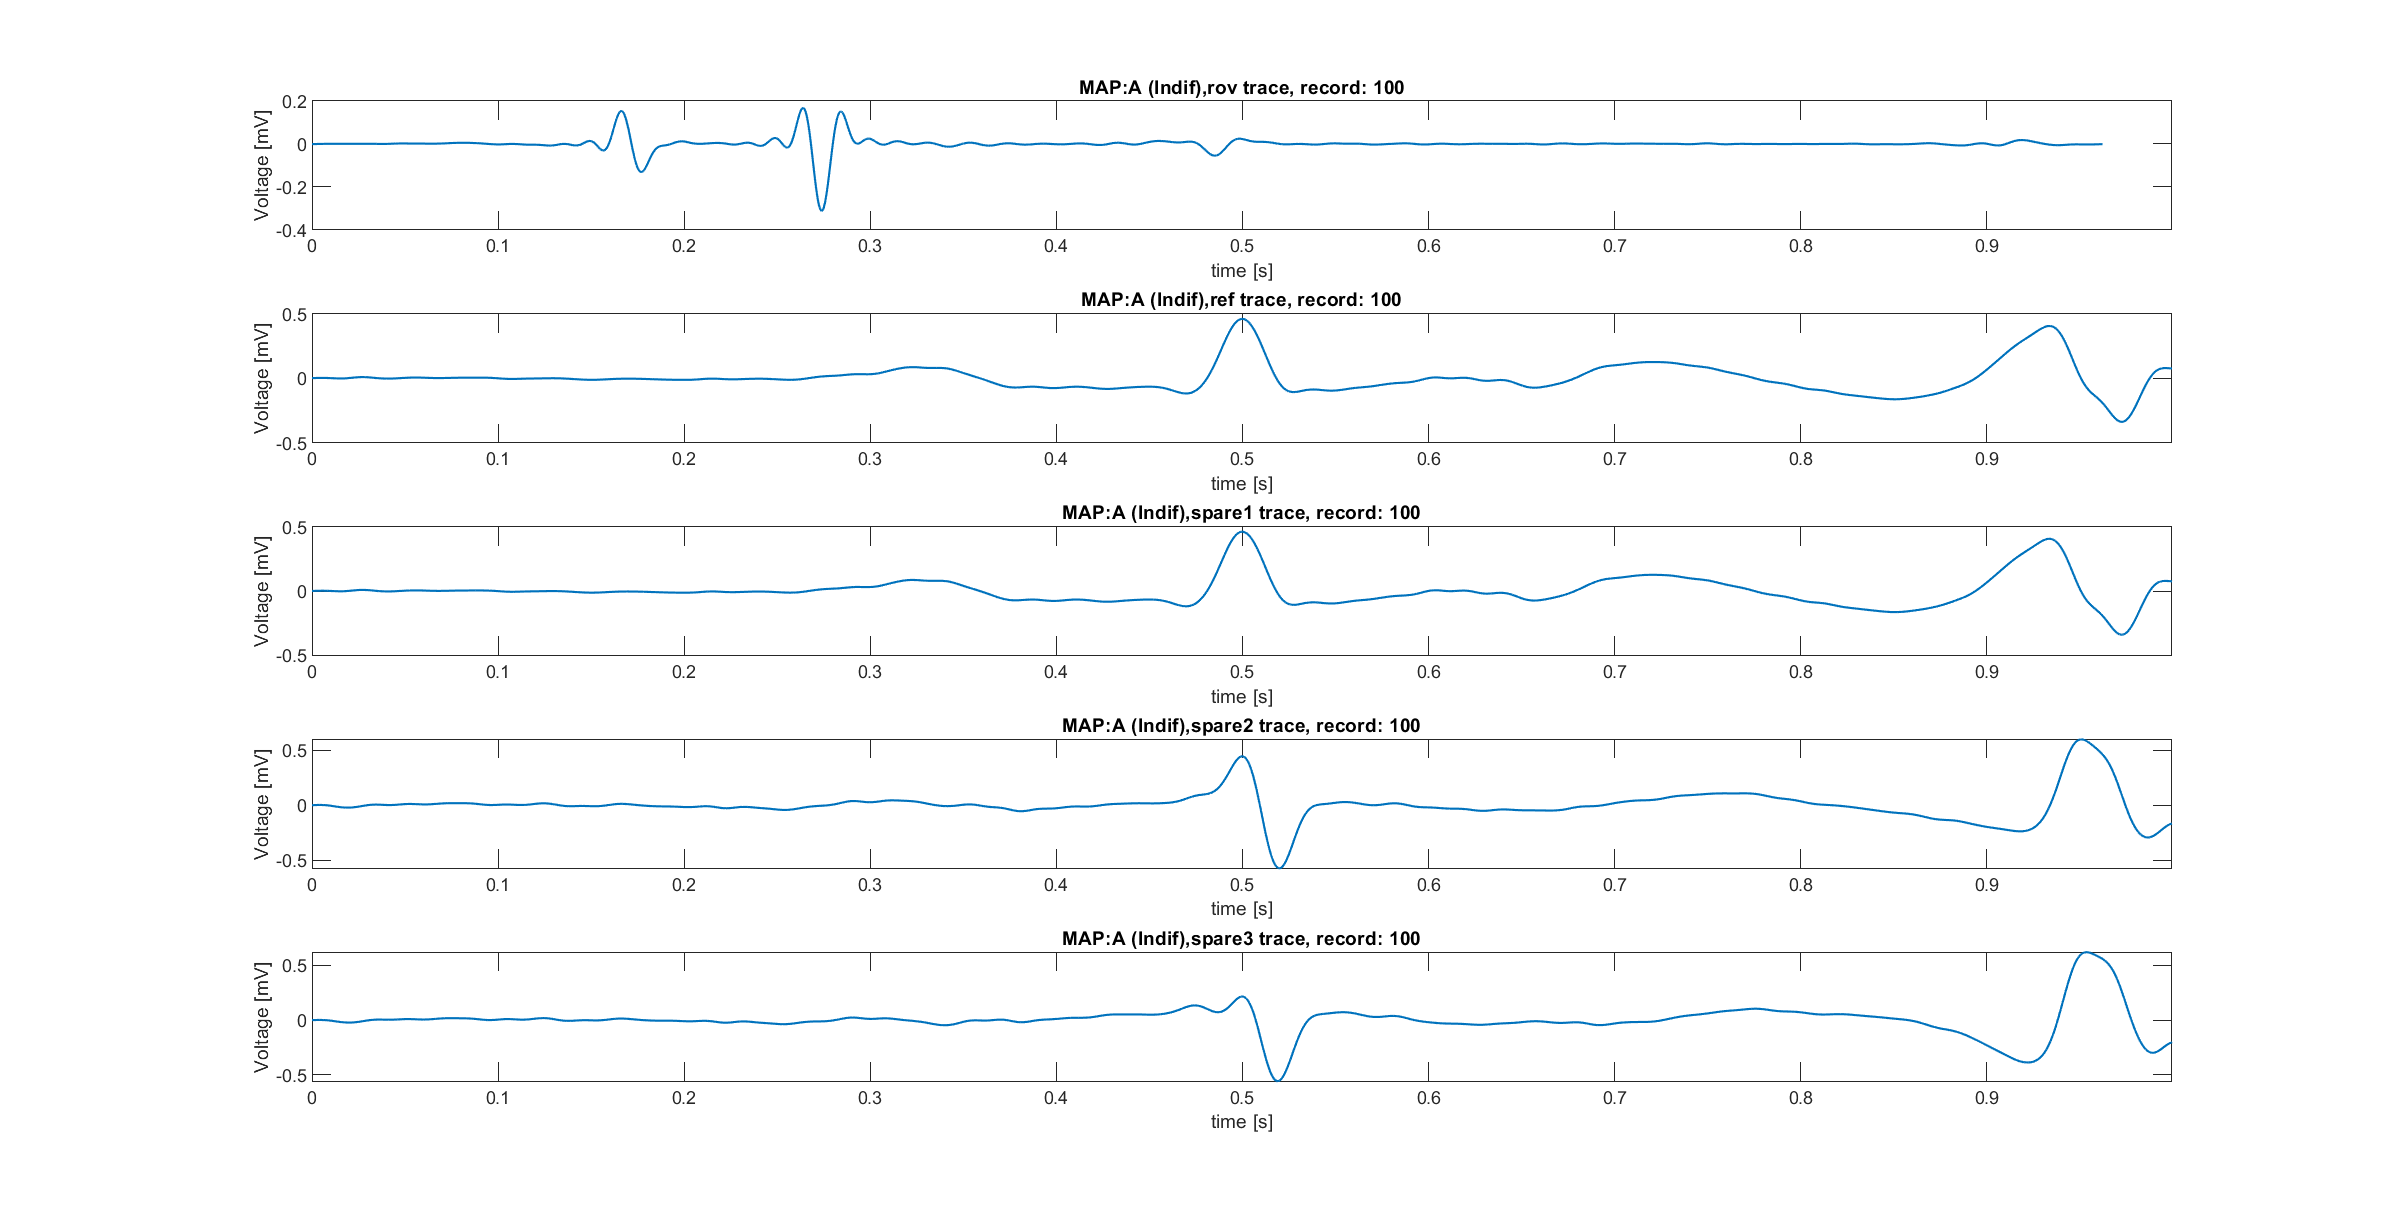 MAP:A (Indif),rov trace, record: 100
Voltage [mV]
0.2
0
-0.2
-0.4
0 0.1 0.2 0.3 0.4 0.5 0.6 0.7 0.8 0.9
time [s]
MAP:A (Indif),ref trace, record: 100
Voltage [mV]
0.5
0
-0.5
0 0.1 0.2 0.3 0.4 0.5 0.6 0.7 0.8 0.9
time [s]
MAP:A (Indif),spare1 trace, record: 100
Voltage [mV]
0.5
0
-0.5
0 0.1 0.2 0.3 0.4 0.5 0.6 0.7 0.8 0.9
time [s]
MAP:A (Indif),spare2 trace, record: 100
Voltage [mV]
0.5
0
-0.5
0 0.1 0.2 0.3 0.4 0.5 0.6 0.7 0.8 0.9
time [s]
MAP:A (Indif),spare3 trace, record: 100
Voltage [mV]
0.5
0
-0.5
0 0.1 0.2 0.3 0.4 0.5 0.6 0.7 0.8 0.9
time [s]